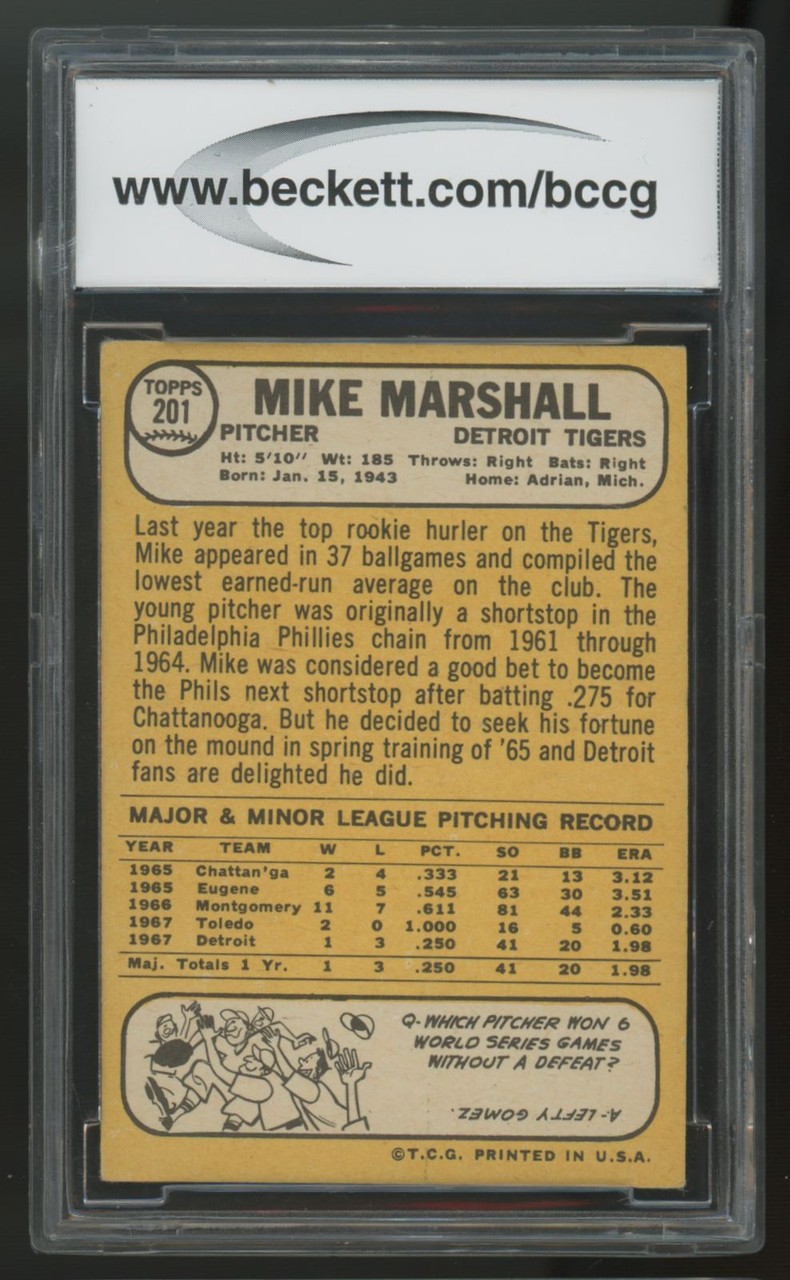 www.beckett.com/bccg
TOPPS
201
MIKE MARSHALL
PITCHER DETROIT TIGERS
Ht: 5'10" Wt: 185 Throws: Right Bats: Right
Born: Jan. 15, 1943 Home: Adrian, Mich.
Last year the top rookie hurler on the Tigers,
Mike appeared in 37 ballgames and compiled the
lowest earned-run average on the club. The
young pitcher was originally a shortstop in the
Philadelphia Phillies chain from 1961 through
1964. Mike was considered a good bet to become
the Phils next shortstop after batting .275 for
Chattanooga. But he decided to seek his fortune
on the mound in spring training of '65 and Detroit
fans are delighted he did.
MAJOR & MINOR LEAGUE PITCHING RECORD
YEAR TEAM W L PCT. SO BB ERA
1965 Chattan'ga 2 4 .333 21 13 3.12
1965 Eugene 6 5 .545 63 30 3.51
1966 Montgomery 11 7 .611 81 44 2.33
1967 Toledo 2 0 1.000 16 5 0.60
1967 Detroit 1 3 .250 41 20 1.98
Maj. Totals 1 Yr. 1 3 .250 41 20 1.98
Q- WHICH PITCHER WON 6
WORLD SERIES GAMES
WITHOUT A DEFEAT?
A- LEFTY GOMEZ.
©T.C.G. PRINTED IN U.S.A.